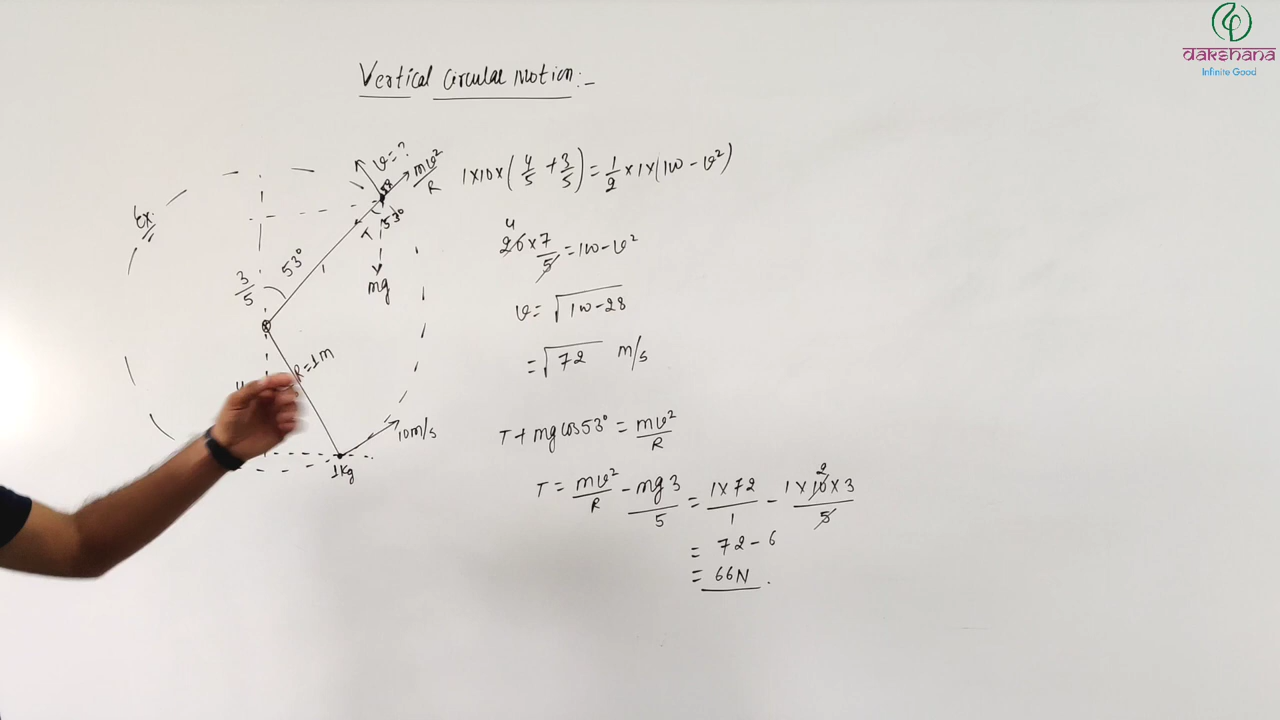 dakshana
Infinite Good
Vertical Circular Motion:-
Ex:
v=?
mv²/R
53°
T
mg
53°
1
3/5
R=1m
10m/s
1Kg
1×10×(4/5 + 3/5) = 1/2 ×1×(100 - v²)
4
20×7/5 = 100 - v²
v = √100-28
= √72 m/s
T + mg cos53° = mv²/R
T = mv²/R - mg3/5 = 1×72/1 - 1×10×3/5
2
= 72 - 6
= 66N.